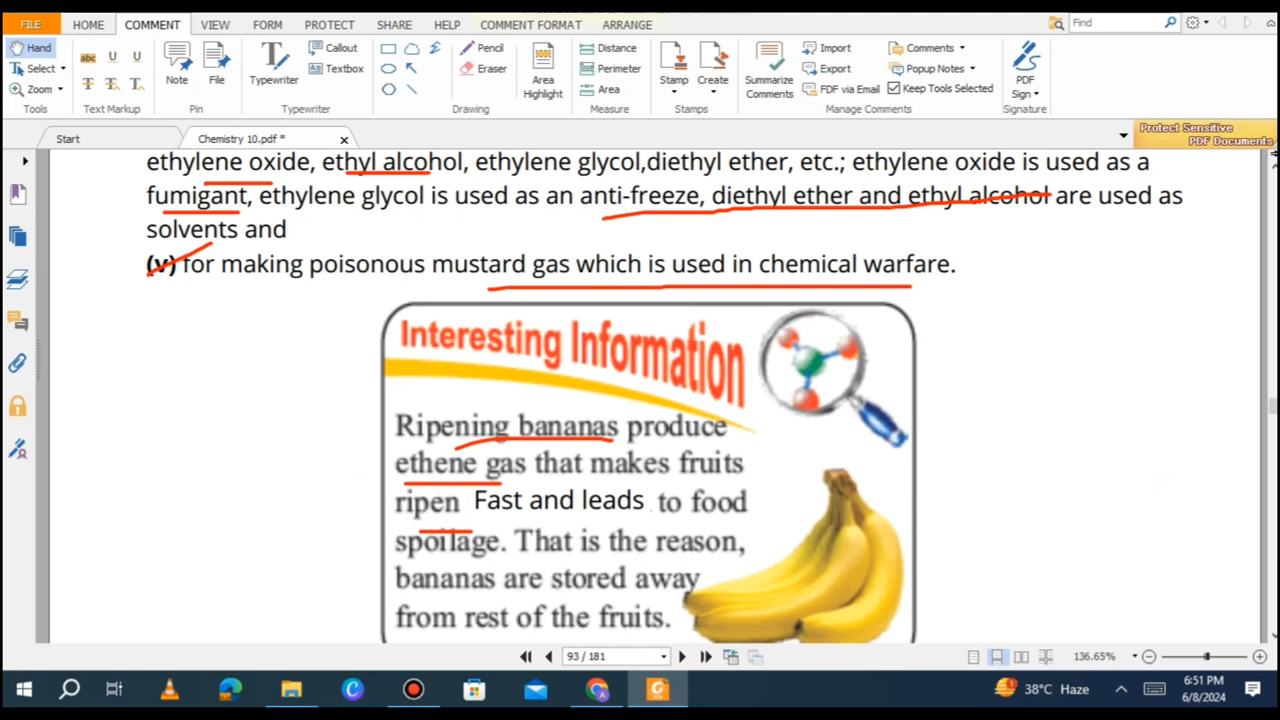 FILE HOME COMMENT VIEW FORM PROTECT SHARE HELP COMMENT FORMAT ARRANGE Find
Hand Select Zoom Tools
abc U U T T T Text Markup
Note File Pin
Typewriter Callout Textbox Typewriter
Pencil Eraser Drawing
Area Highlight
Distance Perimeter Area Measure
Stamp Create Stamps
Summarize Comments Import Export FDF via Email Comments Popup Notes Keep Tools Selected Manage Comments
PDF Sign Signature
Start Chemistry 10.pdf * Protect Sensitive PDF Documents
ethylene oxide, ethyl alcohol, ethylene glycol,diethyl ether, etc.; ethylene oxide is used as a
fumigant, ethylene glycol is used as an anti-freeze, diethyl ether and ethyl alcohol are used as
solvents and
(v) for making poisonous mustard gas which is used in chemical warfare.
Interesting Information
Ripening bananas produce
ethene gas that makes fruits
ripen Fast and leads to food
spoilage. That is the reason,
bananas are stored away
from rest of the fruits.
93 / 181 136.65%
38°C Haze 6:51 PM
6/8/2024